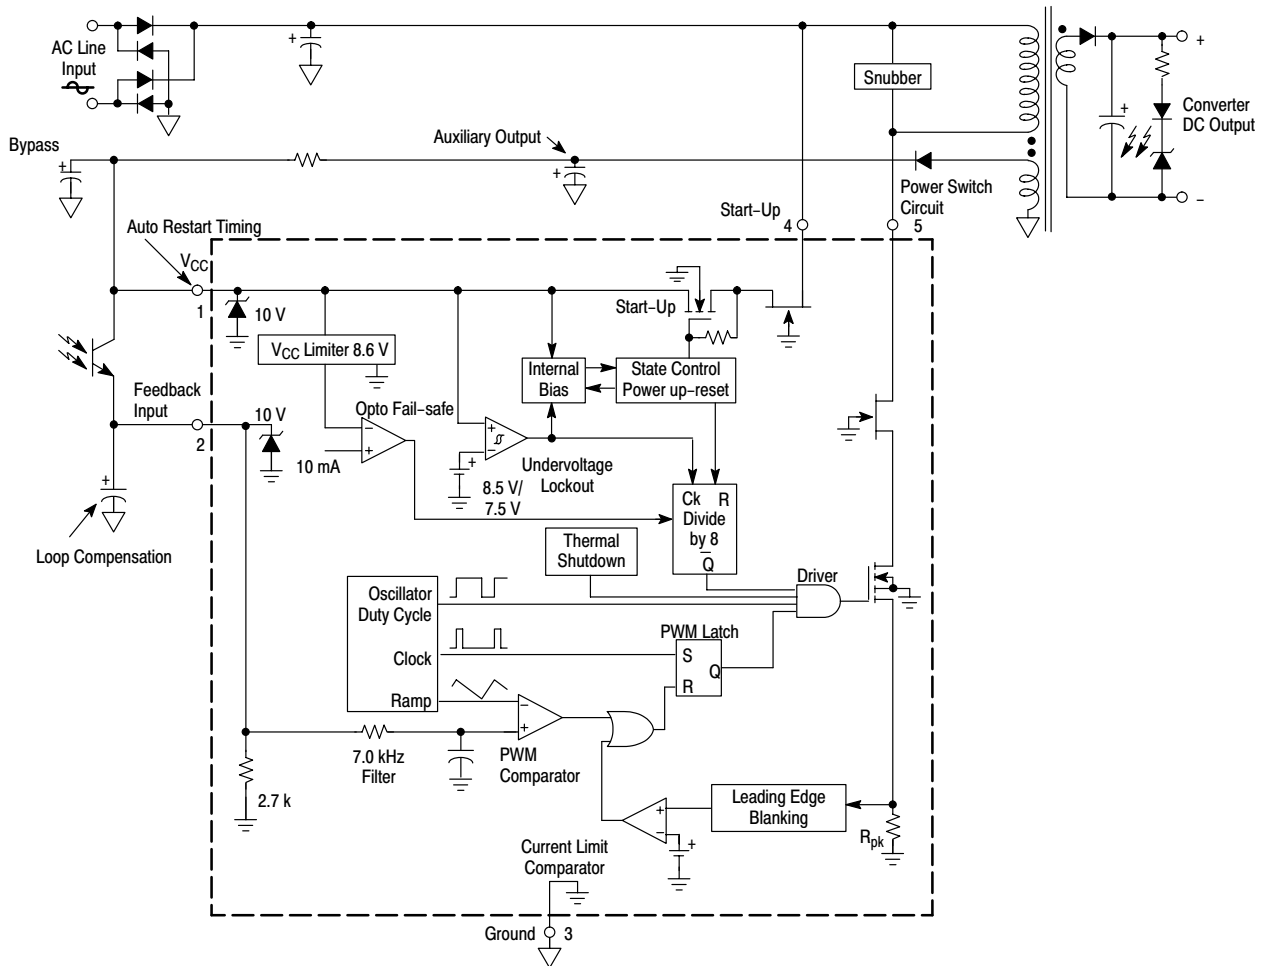 AC Line
Input
+
Snubber
+
+
Converter
DC Output
−
Bypass
+
Auxiliary Output
+
Power Switch
Circuit
Start−Up
4
5
Auto Restart Timing
VCC
1
10 V
Start−Up
VCC Limiter 8.6 V
Internal
Bias
State Control
Power up−reset
Feedback
Input
2
10 V
Opto Fail−safe
−
+
10 mA
+
−
+
Undervoltage
Lockout
8.5 V/
7.5 V
+
Loop Compensation
Ck R
Divide
by 8
Q
Thermal
Shutdown
Driver
Oscillator
Duty Cycle
Clock
Ramp
PWM Latch
S
Q
R
−
+
PWM
Comparator
7.0 kHz
Filter
2.7 k
Leading Edge
Blanking
+
−
+
Rpk
Current Limit
Comparator
Ground 3